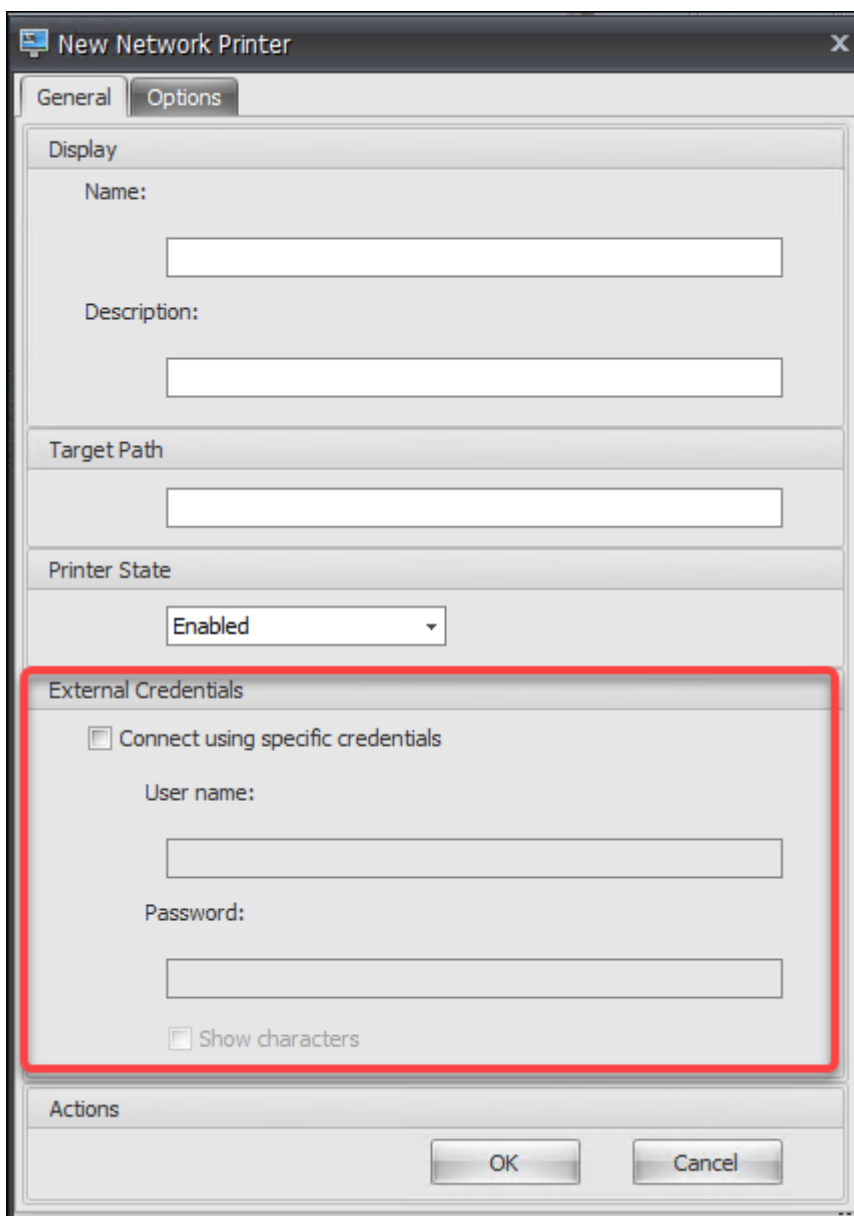 New Network Printer
x
General Options
Display
Name:
Description:
Target Path
Printer State
Enabled
External Credentials
Connect using specific credentials
User name:
Password:
Show characters
Actions
OK Cancel